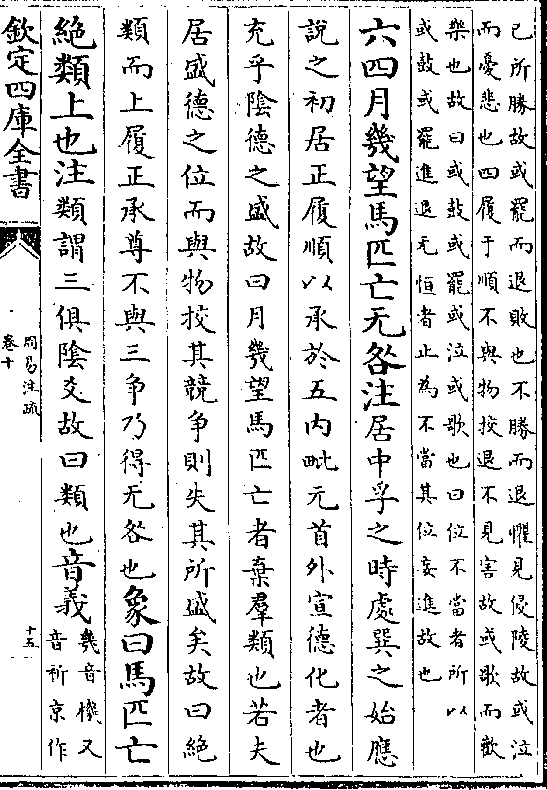 已所勝故或罷而退敗也不勝而退懼見侵陵故或泣
而憂悲也四履于順不與物挍退不見害故或歌而歡
樂也故曰或鼓或罷或泣或歌也曰位不當者所以
或鼓或罷進退无恒者止為不當其位妄進故也
六四月幾望馬匹亡无咎注居中孚之時處巽之始應
說之初居正履順以承於五内毗元首外宣德化者也
充乎陰德之盛故曰月幾望馬匹亡者棄羣類也若夫
居盛德之位而與物挍其競争則失其所盛矣故曰絶
類而上履正承尊不與三争乃得无咎也象曰馬匹亡
絶類上也注類謂三俱陰爻故曰類也音義幾音機又
音祈京作
欽定四庫全書
周易注疏
卷十
十五